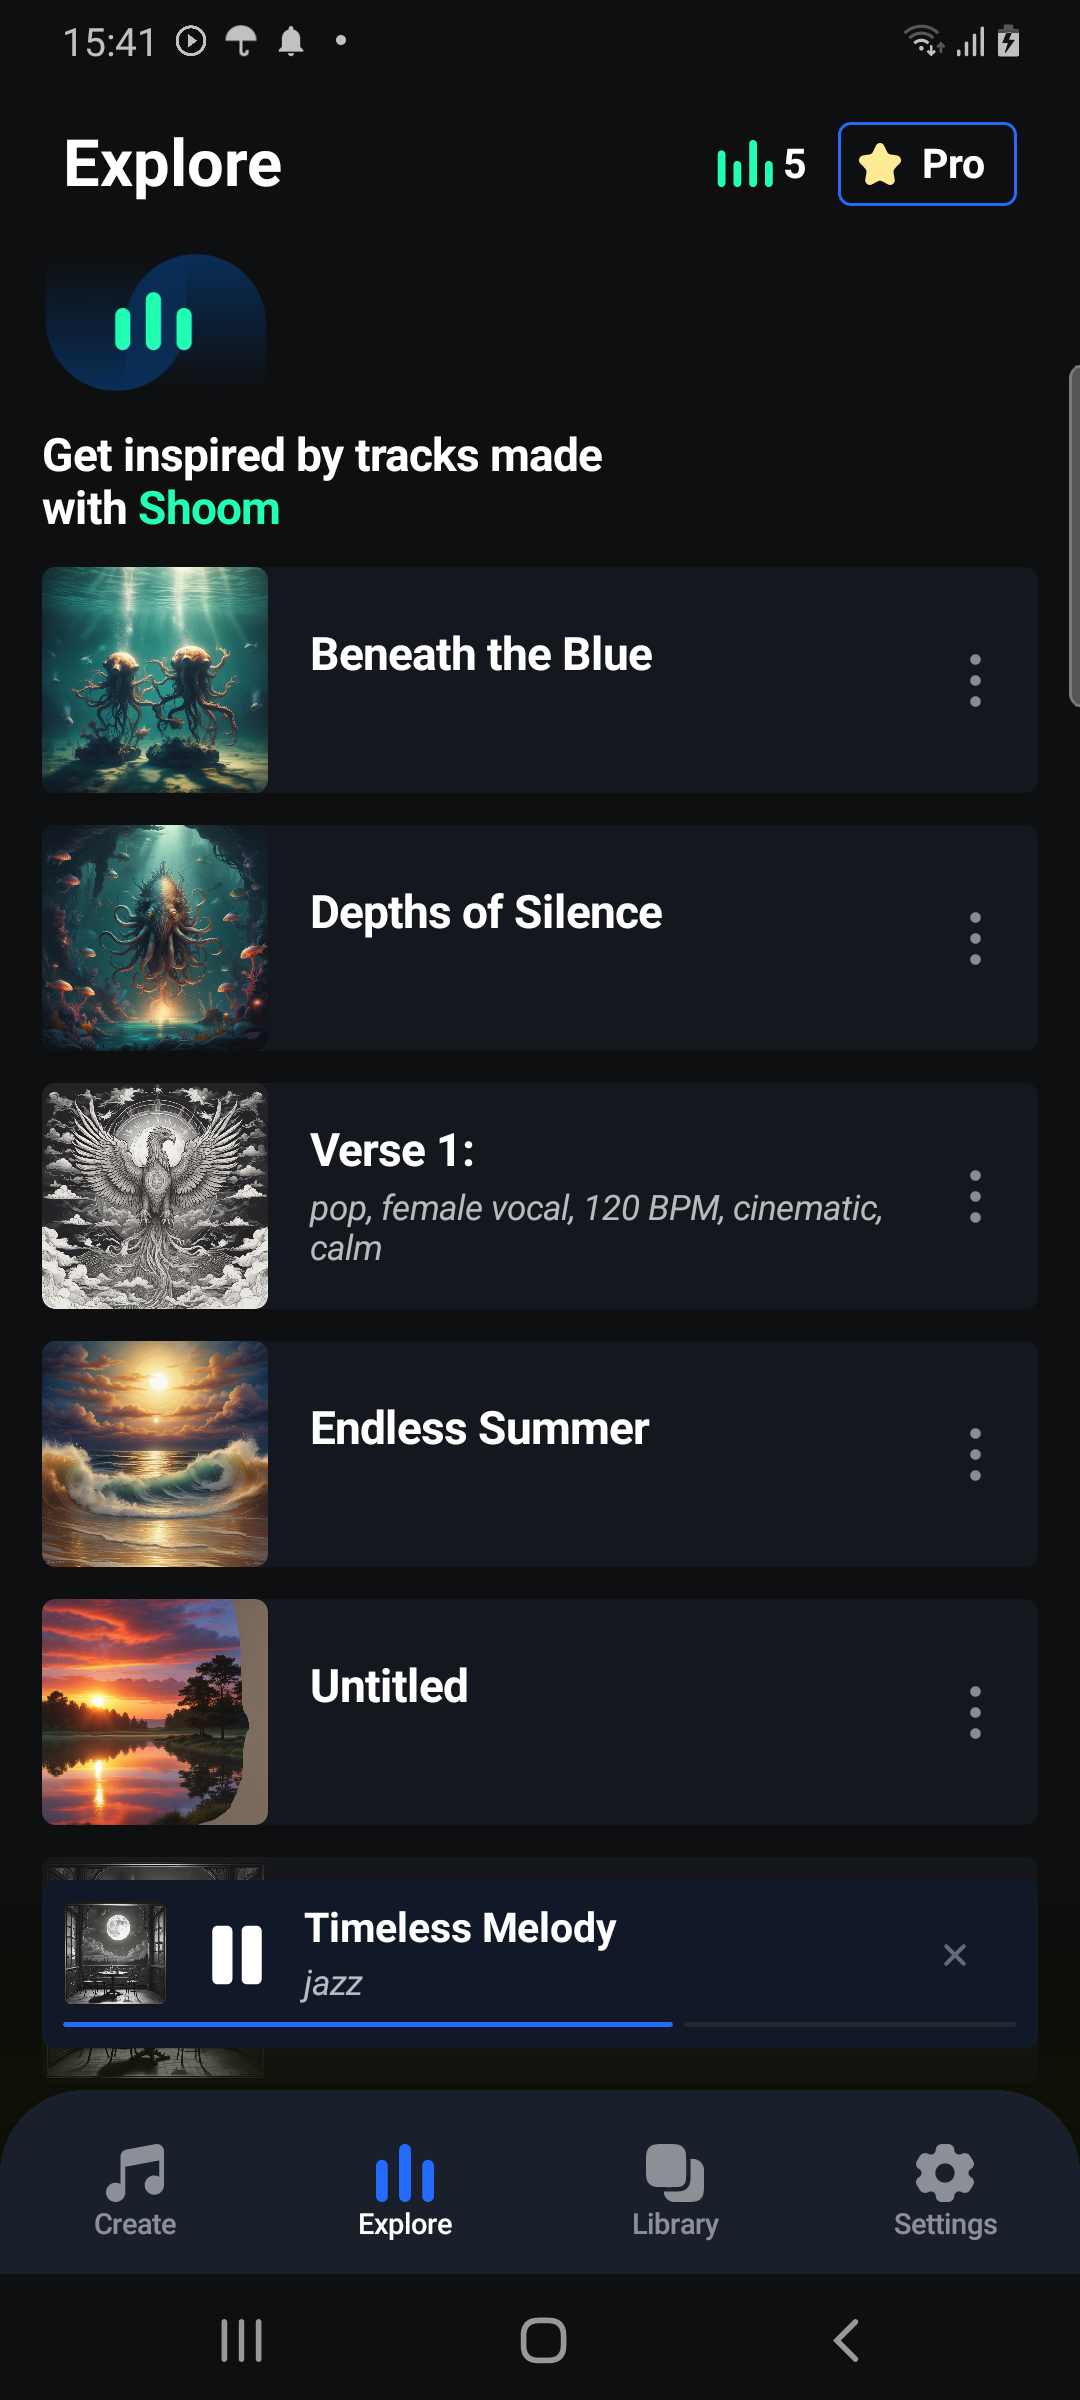 15:41
Explore
5
Pro
Get inspired by tracks made
with Shoom
Beneath the Blue
Depths of Silence
Verse 1:
pop, female vocal, 120 BPM, cinematic,
calm
Endless Summer
Untitled
Timeless Melody
jazz
Create
Explore
Library
Settings